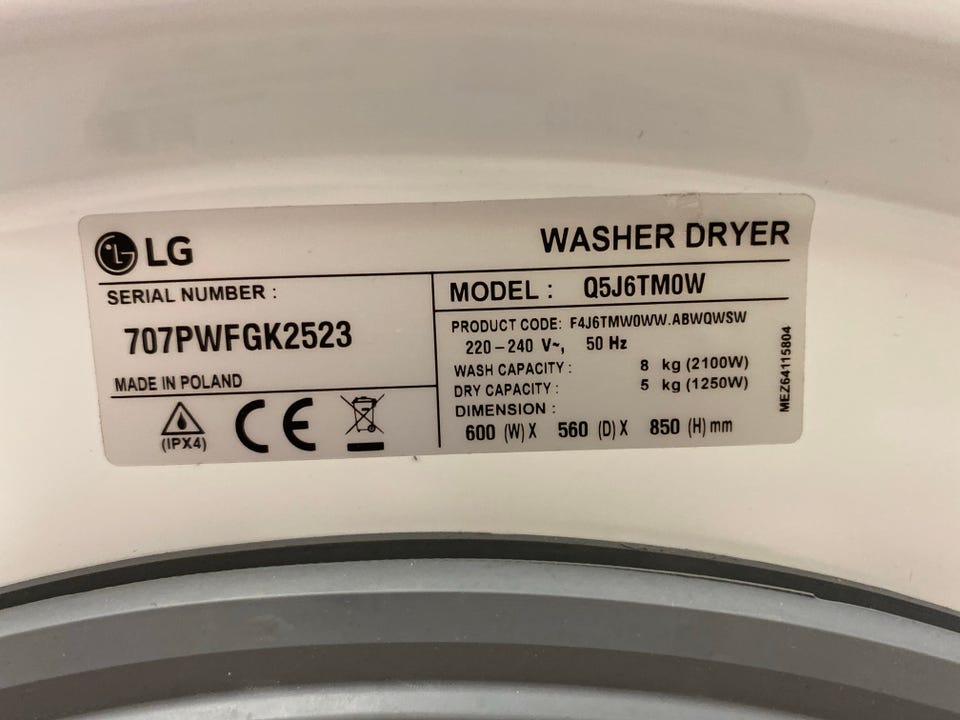 LG
WASHER DRYER
SERIAL NUMBER :
707PWFGK2523
MADE IN POLAND
(IPX4)
CE
MODEL : Q5J6TM0W
PRODUCT CODE: F4J6TMW0WW.ABWQWSW
220-240 V~, 50 Hz
WASH CAPACITY : 8 kg (2100W)
DRY CAPACITY : 5 kg (1250W)
DIMENSION :
600 (W) X 560 (D) X 850 (H) mm
MEZ64115804